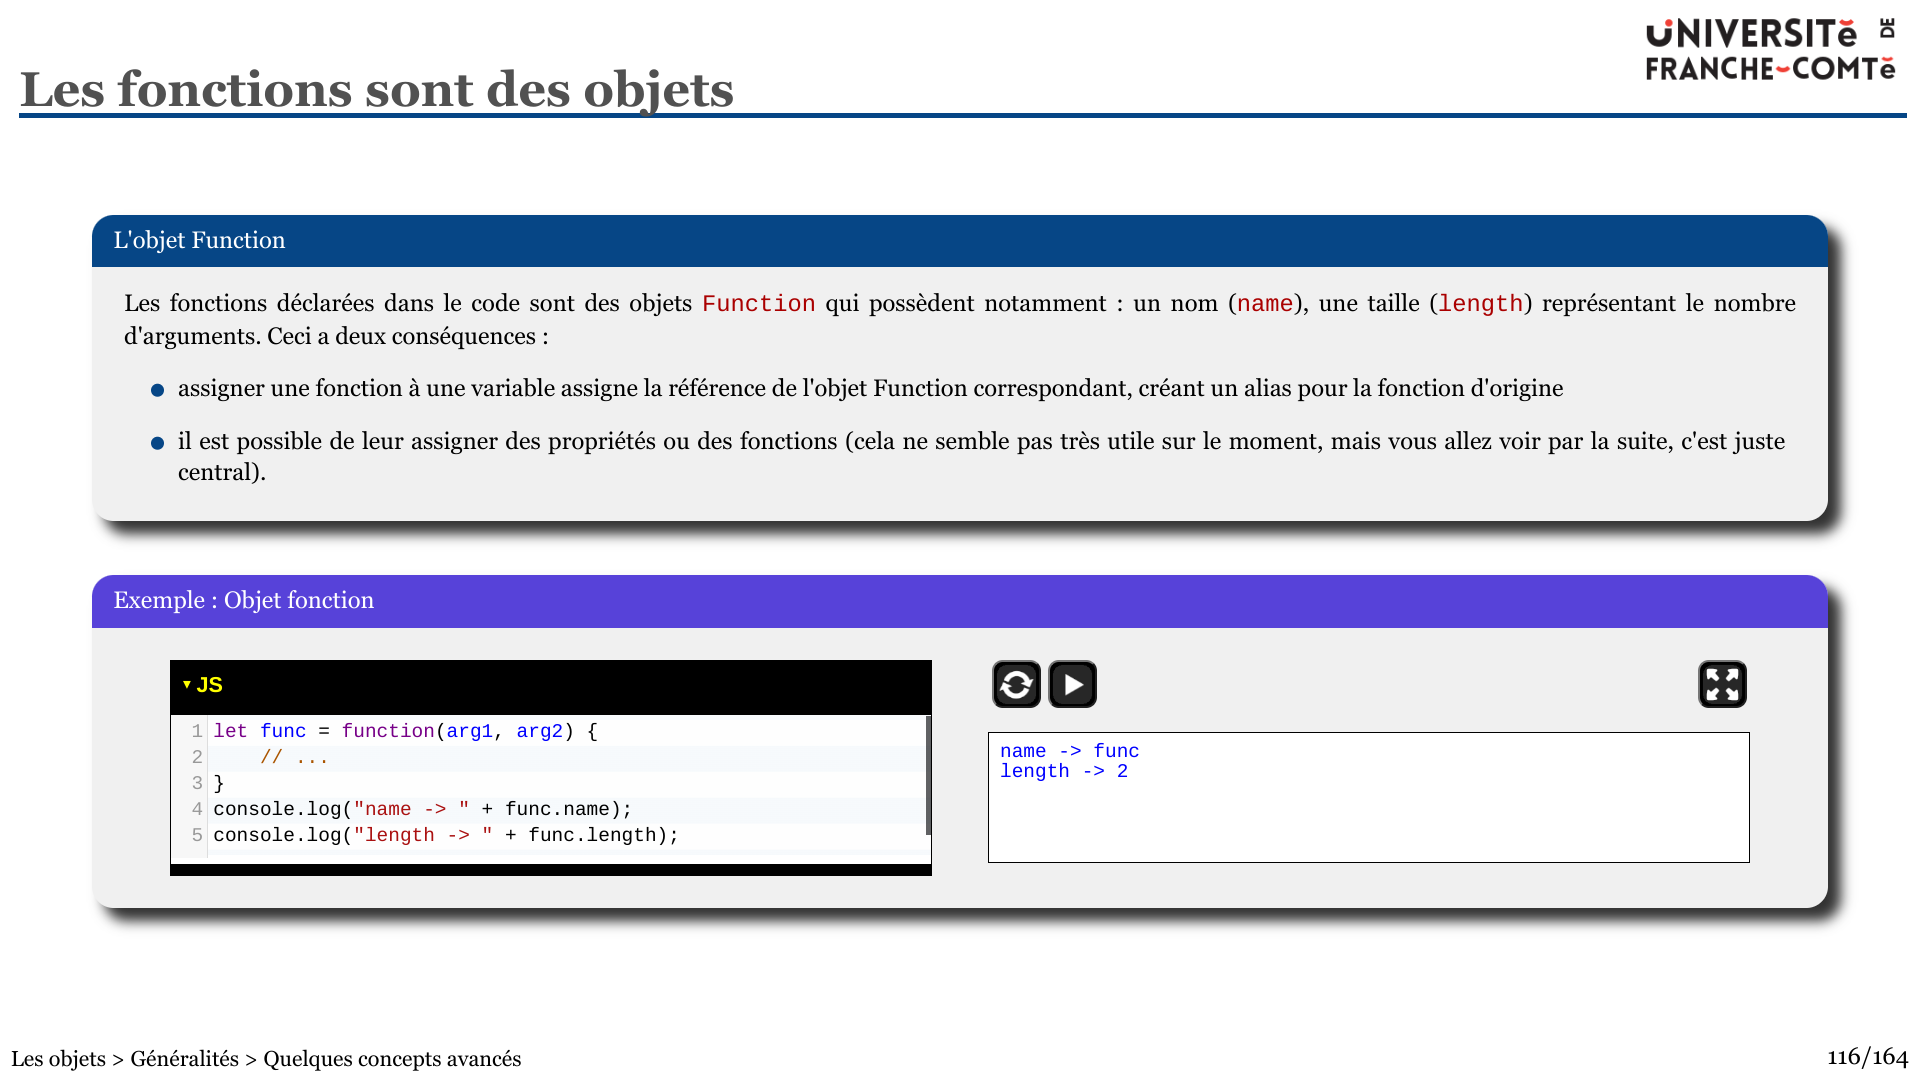 UNIVERSITĕ DE
FRANCHE-COMTĕ
Les fonctions sont des objets
L'objet Function
Les fonctions déclarées dans le code sont des objets Function qui possèdent notamment : un nom (name), une taille (length) représentant le nombre
d'arguments. Ceci a deux conséquences :
assigner une fonction à une variable assigne la référence de l'objet Function correspondant, créant un alias pour la fonction d'origine
il est possible de leur assigner des propriétés ou des fonctions (cela ne semble pas très utile sur le moment, mais vous allez voir par la suite, c'est juste
central).
Exemple : Objet fonction
▾ JS
1 let func = function(arg1, arg2) {
2     // ...
3 }
4 console.log("name -> " + func.name);
5 console.log("length -> " + func.length);
name -> func
length -> 2
Les objets > Généralités > Quelques concepts avancés
116/164